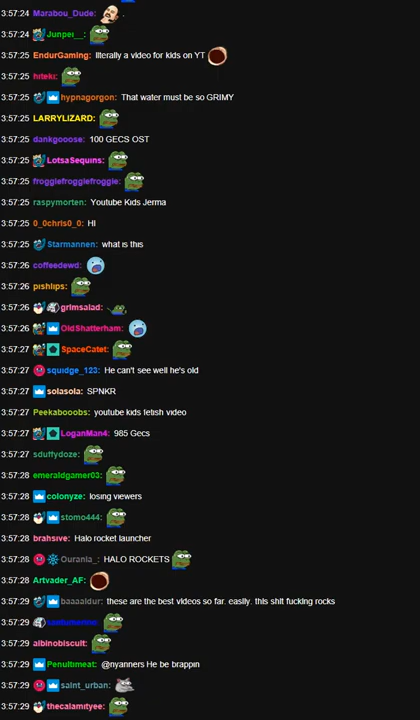 3:57:24 Marabou_Dude:
3:57:24 Junpei__:
3:57:25 EndurGaming: literally a video for kids on YT
3:57:25 hiteki:
3:57:25 hypnagorgon: That water must be so GRIMY
3:57:25 LARRYLIZARD:
3:57:25 dankgooose: 100 GECS OST
3:57:25 LotsaSequins:
3:57:25 froggiefrogglefroggle:
3:57:25 raspymorten: Youtube Kids Jerma
3:57:25 0_0chris0_0: HI
3:57:25 Starmannen: what is this
3:57:26 coffeedewd:
3:57:26 pishlips:
3:57:26 grimsalad:
3:57:26 OldShatterham:
3:57:27 SpaceCatet:
3:57:27 squidge_123: He can't see well he's old
3:57:27 solasola: SPNKR
3:57:27 Peekabooobs: youtube kids fetish video
3:57:27 LoganMan4: 985 Gecs
3:57:27 sduffydoze:
3:57:28 emeraldgamer03:
3:57:28 colonyze: losing viewers
3:57:28 stomo444:
3:57:28 brahsive: Halo rocket launcher
3:57:28 Ourania_: HALO ROCKETS
3:57:28 Artvader_AF:
3:57:29 baaaaldur: these are the best videos so far. easily. this shit fucking rocks
3:57:29
3:57:29 albinobiscuit:
3:57:29 Penultimeat: @nyanners He be brappin
3:57:29 saint_urban:
3:57:29 thecalamityee: